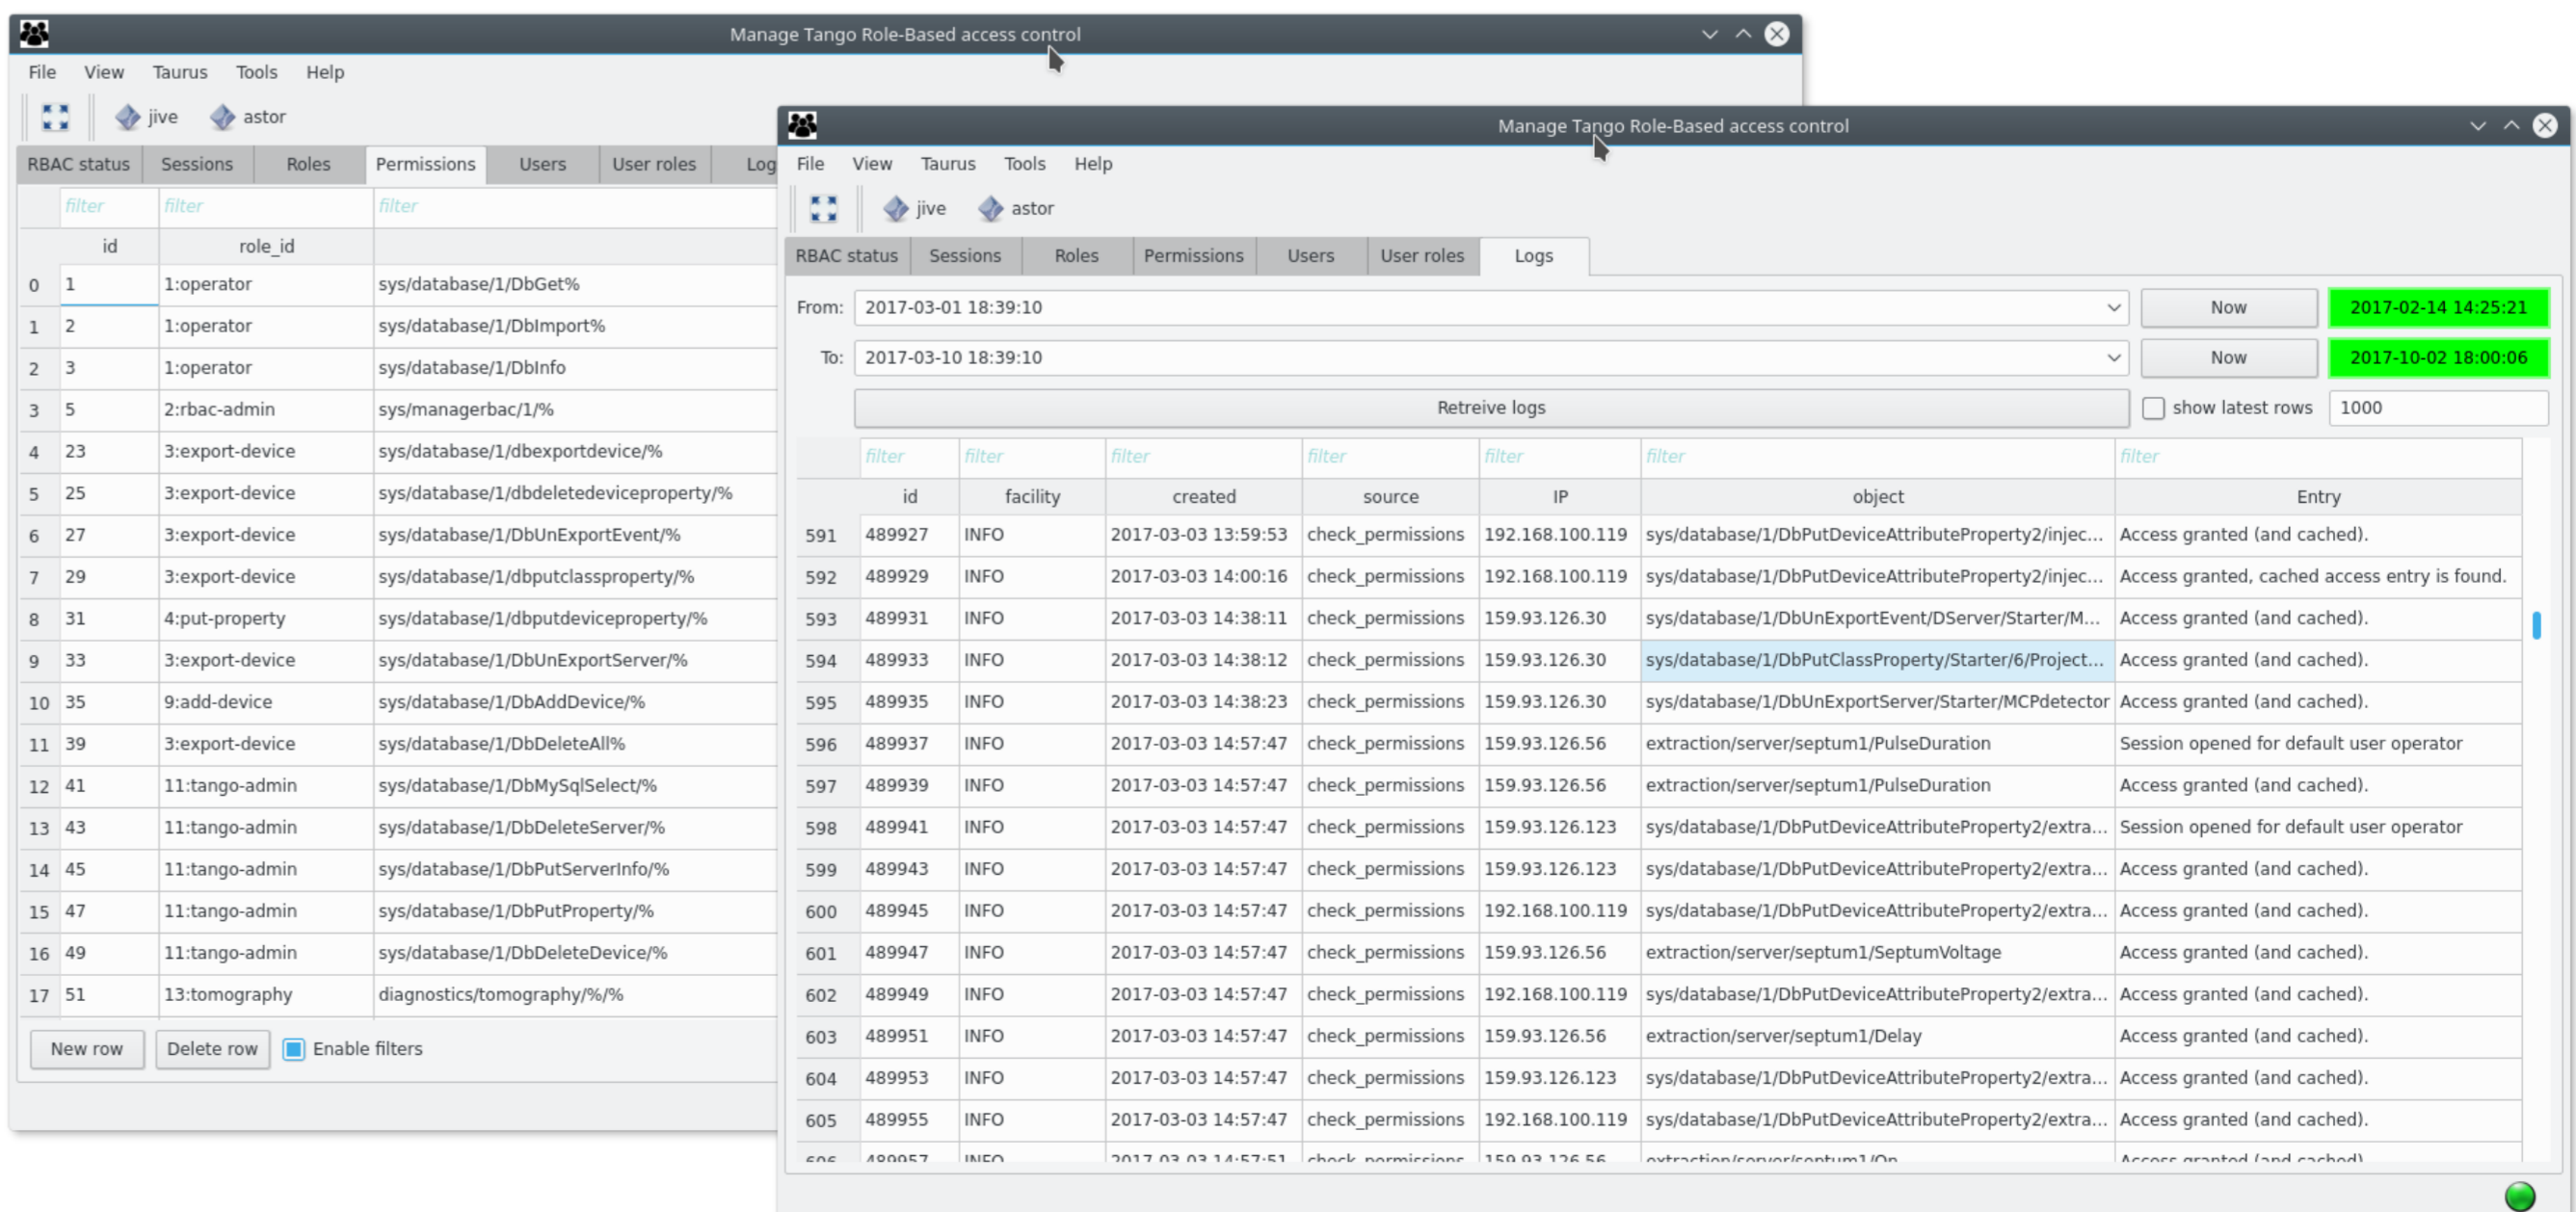 Manage Tango Role-Based access control
File View Taurus Tools Help
jive astor
RBAC status Sessions Roles Permissions Users User roles Log
filter filter filter
id role_id
0 1 1:operator sys/database/1/DbGet%
1 2 1:operator sys/database/1/DbImport%
2 3 1:operator sys/database/1/DbInfo
3 5 2:rbac-admin sys/managerbac/1/%
4 23 3:export-device sys/database/1/dbexportdevice/%
5 25 3:export-device sys/database/1/dbdeletedeviceproperty/%
6 27 3:export-device sys/database/1/DbUnExportEvent/%
7 29 3:export-device sys/database/1/dbputclassproperty/%
8 31 4:put-property sys/database/1/dbputdeviceproperty/%
9 33 3:export-device sys/database/1/DbUnExportServer/%
10 35 9:add-device sys/database/1/DbAddDevice/%
11 39 3:export-device sys/database/1/DbDeleteAll%
12 41 11:tango-admin sys/database/1/DbMySqlSelect/%
13 43 11:tango-admin sys/database/1/DbDeleteServer/%
14 45 11:tango-admin sys/database/1/DbPutServerInfo/%
15 47 11:tango-admin sys/database/1/DbPutProperty/%
16 49 11:tango-admin sys/database/1/DbDeleteDevice/%
17 51 13:tomography diagnostics/tomography/%/%
New row Delete row Enable filters
Manage Tango Role-Based access control
File View Taurus Tools Help
jive astor
RBAC status Sessions Roles Permissions Users User roles Logs
From: 2017-03-01 18:39:10 Now 2017-02-14 14:25:21
To: 2017-03-10 18:39:10 Now 2017-10-02 18:00:06
Retreive logs show latest rows 1000
filter filter filter filter filter filter filter
id facility created source IP object Entry
591 489927 INFO 2017-03-03 13:59:53 check_permissions 192.168.100.119 sys/database/1/DbPutDeviceAttributeProperty2/injec... Access granted (and cached).
592 489929 INFO 2017-03-03 14:00:16 check_permissions 192.168.100.119 sys/database/1/DbPutDeviceAttributeProperty2/injec... Access granted, cached access entry is found.
593 489931 INFO 2017-03-03 14:38:11 check_permissions 159.93.126.30 sys/database/1/DbUnExportEvent/DServer/Starter/M... Access granted (and cached).
594 489933 INFO 2017-03-03 14:38:12 check_permissions 159.93.126.30 sys/database/1/DbPutClassProperty/Starter/6/Project... Access granted (and cached).
595 489935 INFO 2017-03-03 14:38:23 check_permissions 159.93.126.30 sys/database/1/DbUnExportServer/Starter/MCPdetector Access granted (and cached).
596 489937 INFO 2017-03-03 14:57:47 check_permissions 159.93.126.56 extraction/server/septum1/PulseDuration Session opened for default user operator
597 489939 INFO 2017-03-03 14:57:47 check_permissions 159.93.126.56 extraction/server/septum1/PulseDuration Access granted (and cached).
598 489941 INFO 2017-03-03 14:57:47 check_permissions 159.93.126.123 sys/database/1/DbPutDeviceAttributeProperty2/extra... Session opened for default user operator
599 489943 INFO 2017-03-03 14:57:47 check_permissions 159.93.126.123 sys/database/1/DbPutDeviceAttributeProperty2/extra... Access granted (and cached).
600 489945 INFO 2017-03-03 14:57:47 check_permissions 192.168.100.119 sys/database/1/DbPutDeviceAttributeProperty2/extra... Access granted (and cached).
601 489947 INFO 2017-03-03 14:57:47 check_permissions 159.93.126.56 extraction/server/septum1/SeptumVoltage Access granted (and cached).
602 489949 INFO 2017-03-03 14:57:47 check_permissions 192.168.100.119 sys/database/1/DbPutDeviceAttributeProperty2/extra... Access granted (and cached).
603 489951 INFO 2017-03-03 14:57:47 check_permissions 159.93.126.56 extraction/server/septum1/Delay Access granted (and cached).
604 489953 INFO 2017-03-03 14:57:47 check_permissions 159.93.126.123 sys/database/1/DbPutDeviceAttributeProperty2/extra... Access granted (and cached).
605 489955 INFO 2017-03-03 14:57:47 check_permissions 192.168.100.119 sys/database/1/DbPutDeviceAttributeProperty2/extra... Access granted (and cached).
606 489957 INFO 2017-03-03 14:57:51 check_permissions 159.93.126.56 extraction/server/septum1/On Access granted (and cached).